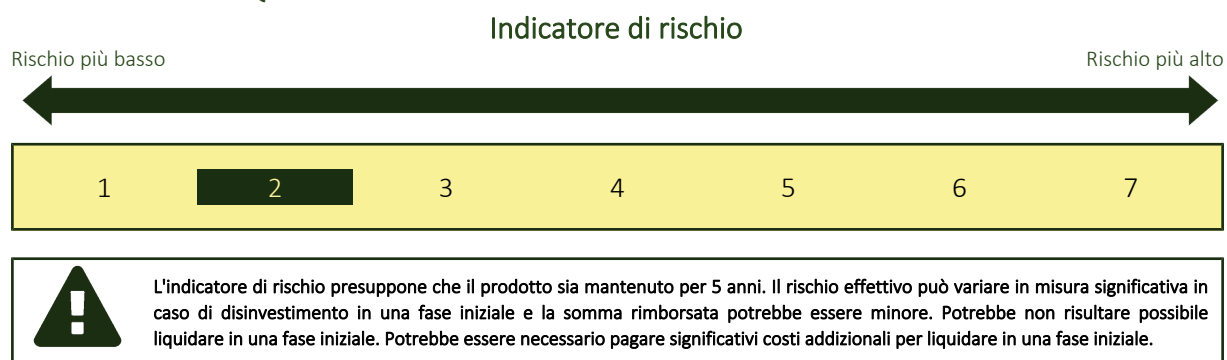 Indicatore di rischio
Rischio più basso
Rischio più alto
1 2 3 4 5 6 7
L'indicatore di rischio presuppone che il prodotto sia mantenuto per 5 anni. Il rischio effettivo può variare in misura significativa in
caso di disinvestimento in una fase iniziale e la somma rimborsata potrebbe essere minore. Potrebbe non risultare possibile
liquidare in una fase iniziale. Potrebbe essere necessario pagare significativi costi addizionali per liquidare in una fase iniziale.